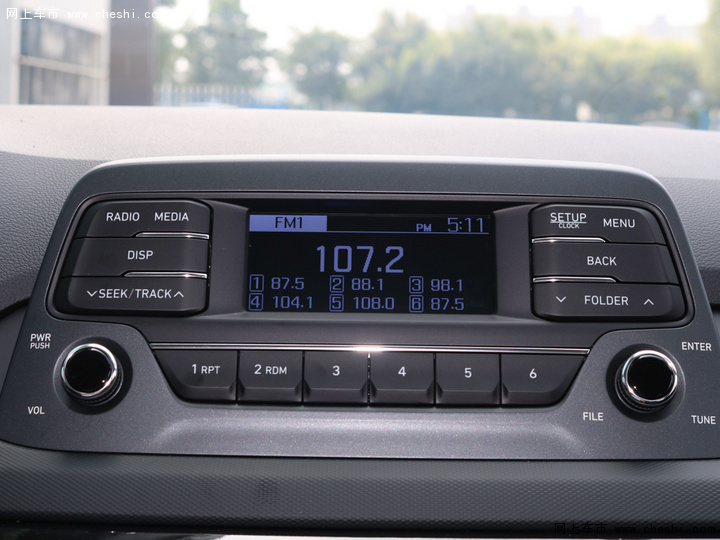 网上车市 www.cheshi.com
RADIO MEDIA
DISP
SEEK/TRACK
PWR
PUSH
VOL
FM1 PM 5:11
107.2
1 87.5 2 88.1 3 98.1
4 104.1 5 108.0 6 87.5
SETUP MENU
CLOCK
BACK
FOLDER
1 RPT 2 RDM 3 4 5 6
ENTER
FILE
TUNE
网上车市 www.cheshi.com